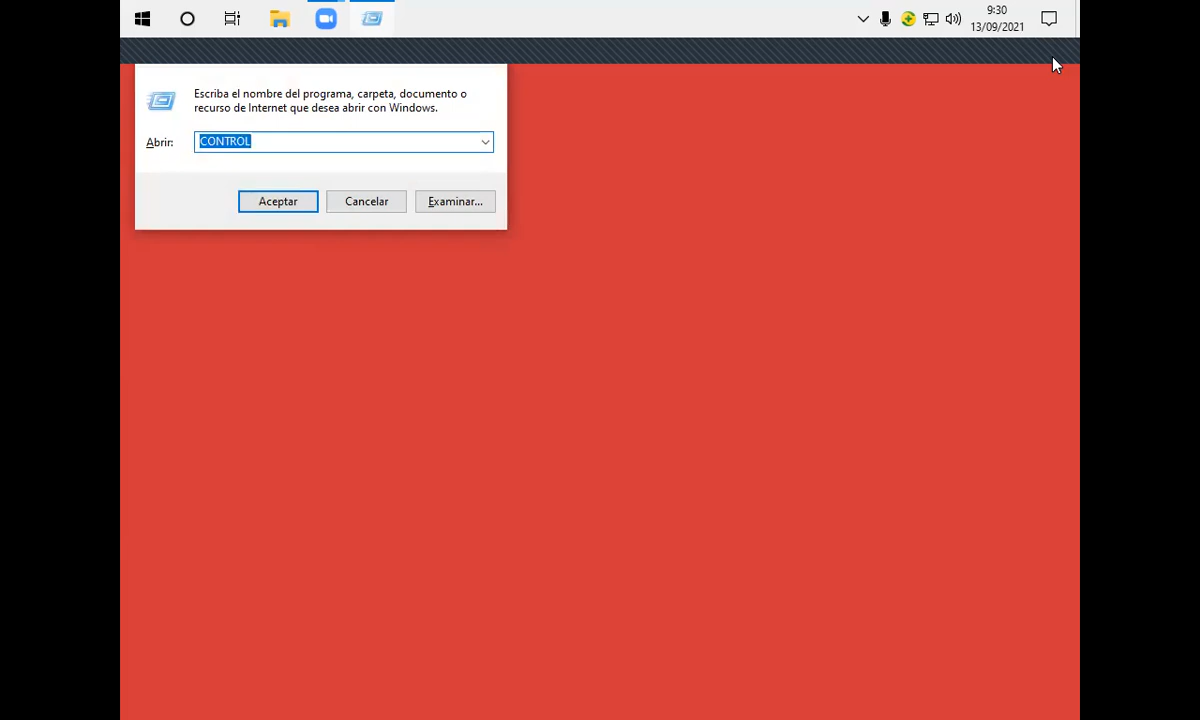 9:30
13/09/2021
Escriba el nombre del programa, carpeta, documento o
recurso de Internet que desea abrir con Windows.
Abrir:
CONTROL
Aceptar
Cancelar
Examinar...